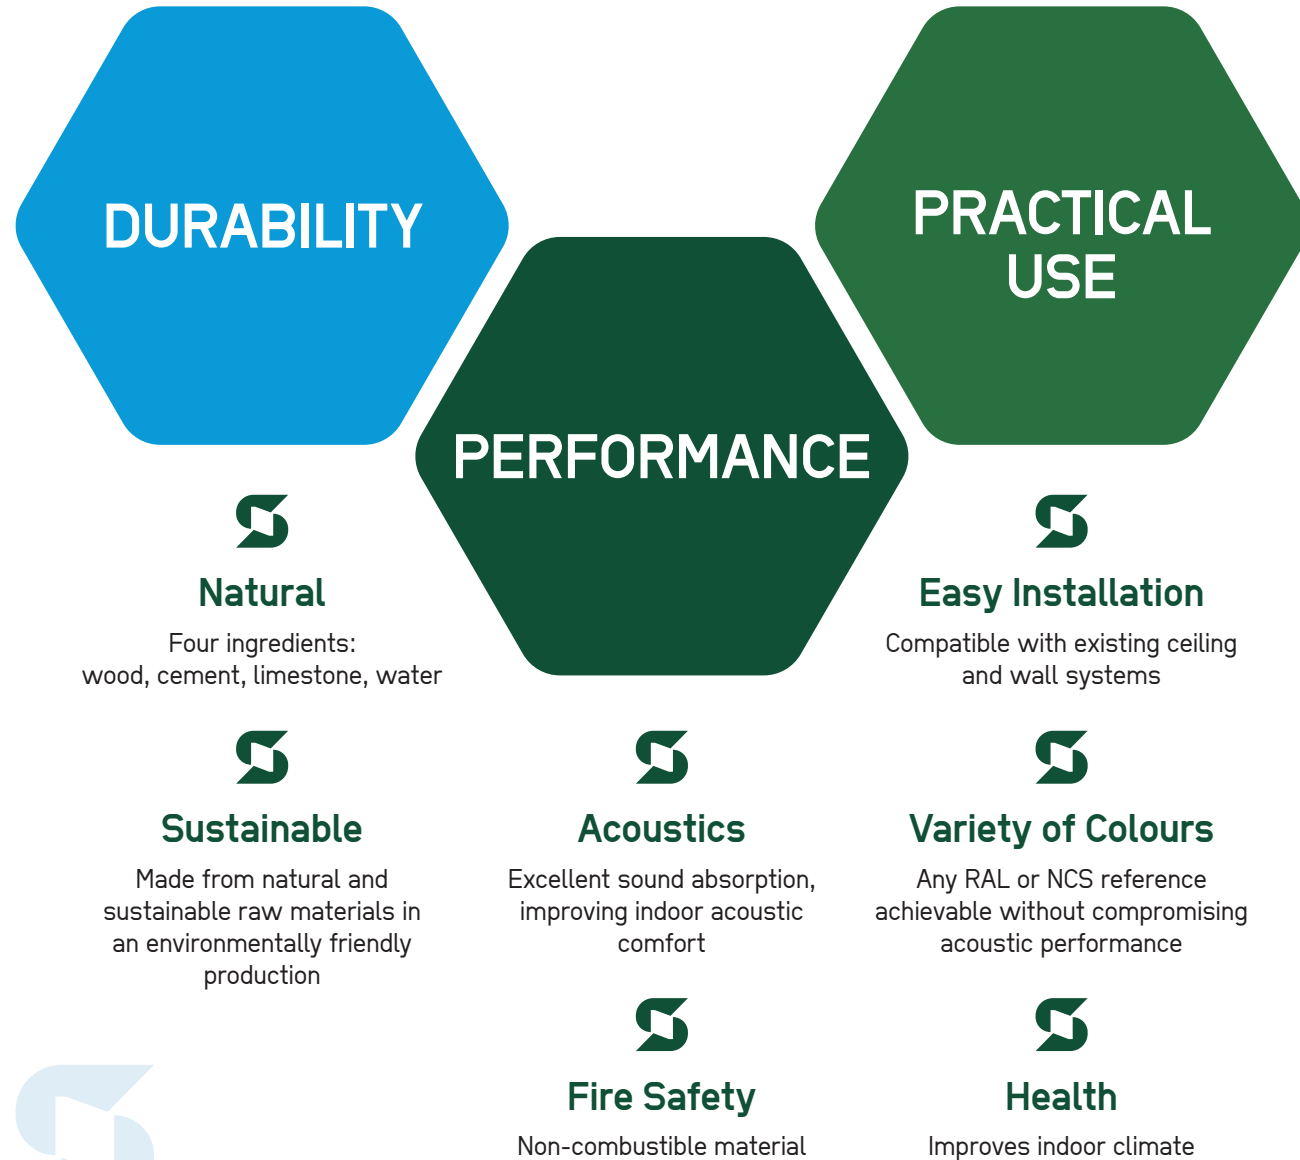 DURABILITY
Natural
Four ingredients:
wood, cement, limestone, water
Sustainable
Made from natural and
sustainable raw materials in
an environmentally friendly
production
PERFORMANCE
Acoustics
Excellent sound absorption,
improving indoor acoustic
comfort
Fire Safety
Non-combustible material
PRACTICAL
USE
Easy Installation
Compatible with existing ceiling
and wall systems
Variety of Colours
Any RAL or NCS reference
achievable without compromising
acoustic performance
Health
Improves indoor climate